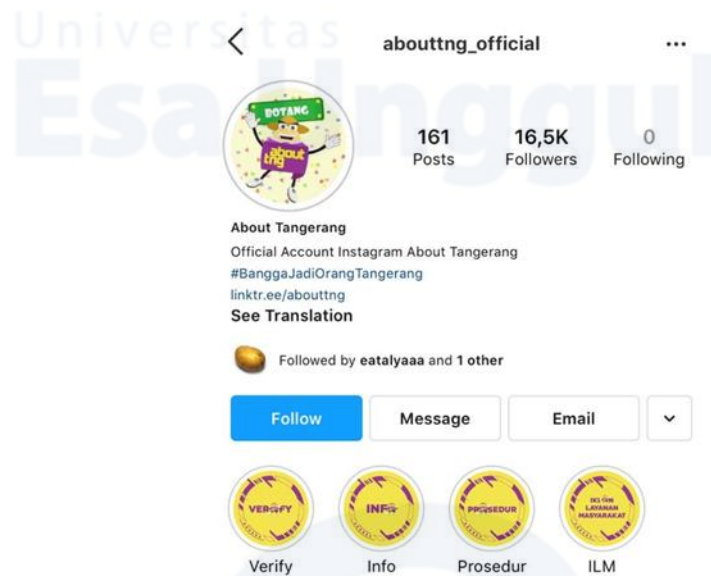 Universitas
Esa Unggul
abouttng_official
BOTANG
about
tng
161
Posts
16,5K
Followers
0
Following
About Tangerang
Official Account Instagram About Tangerang
#BanggaJadiOrangTangerang
linktr.ee/abouttng
See Translation
Followed by eatalyaaa and 1 other
Follow
Message
Email
VERIFY
INFO
PROSEDUR
IKLAN
LAYANAN
MASYARAKAT
Verify
Info
Prosedur
ILM